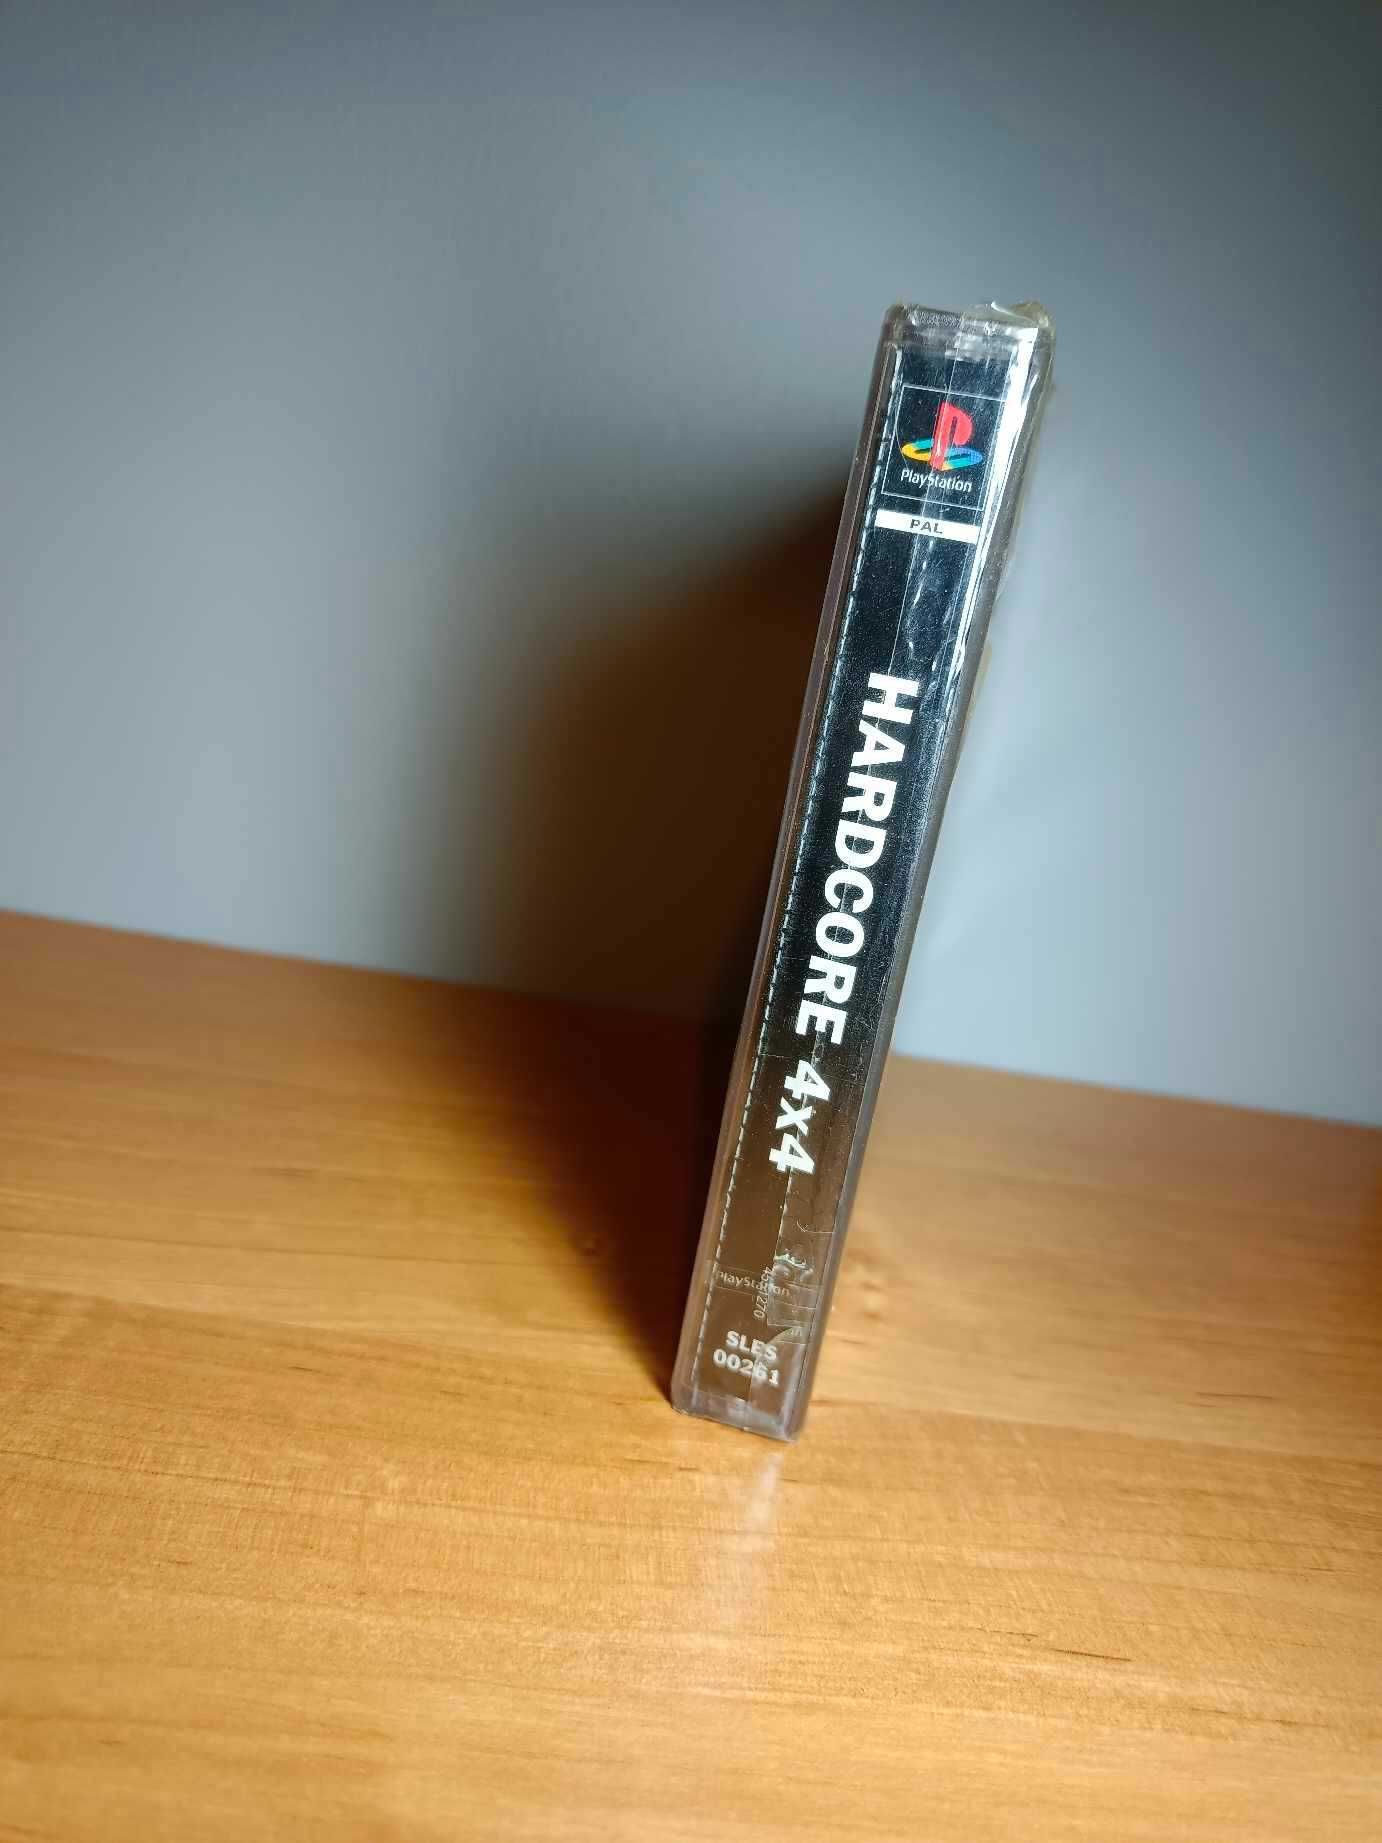 PlayStation
PAL
HARDCORE 4x4
PlayStation
SLES
00261